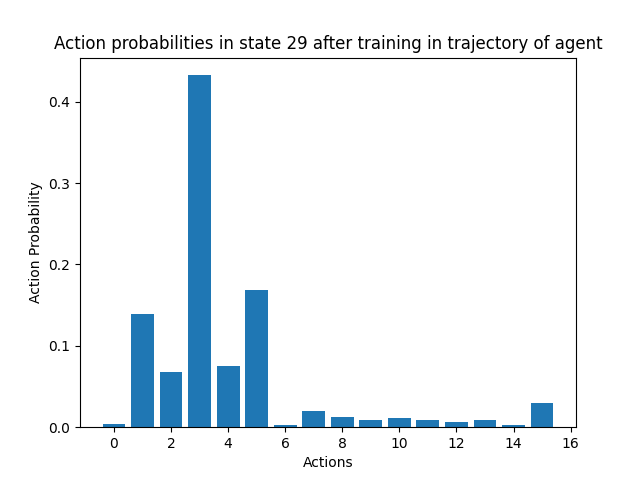 Action probabilities in state 29 after training in trajectory of agent
Action Probability
0.4
0.3
0.2
0.1
0.0
0 2 4 6 8 10 12 14 16
Actions